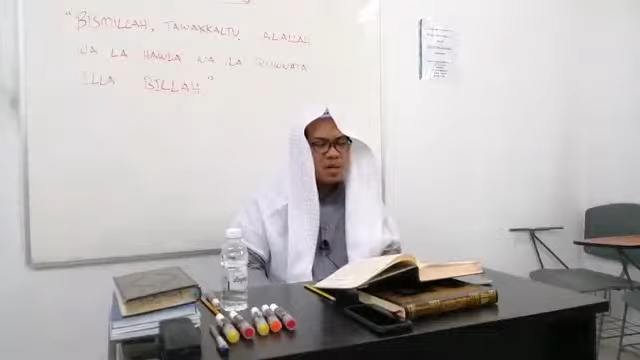 "BISMILLAH, TAWAKKALTU ALALLAH
WA LA HAWLA WA LA QUWWATA
ILLA BILLAH"